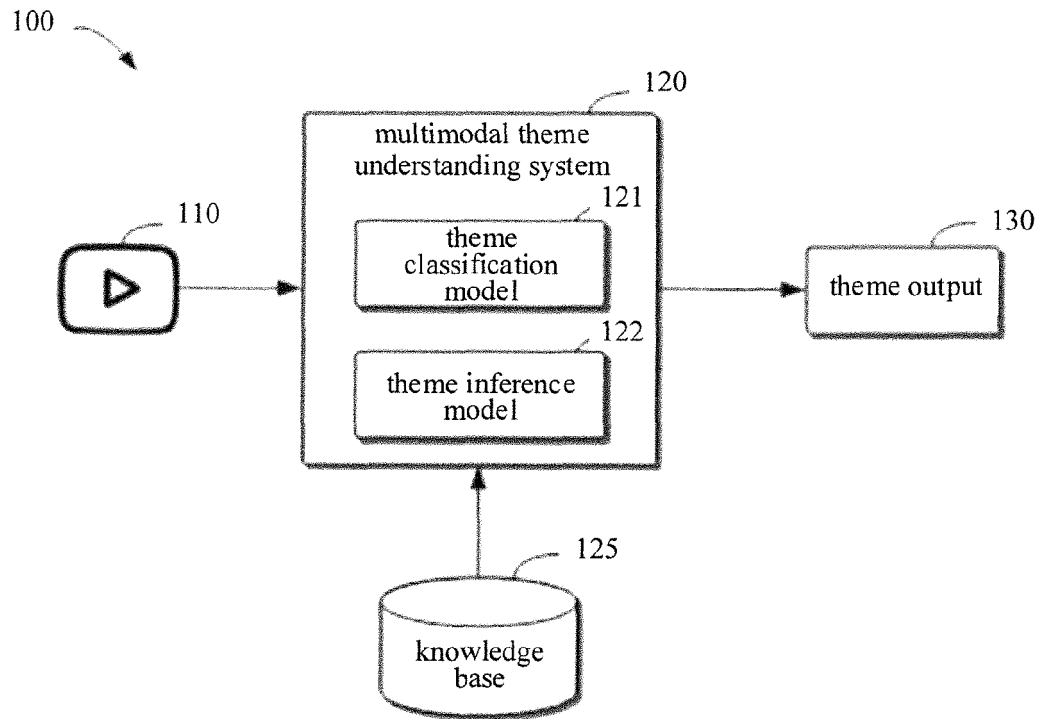 100
120
multimodal theme
understanding system
110
121
theme
classification
model
130
theme output
122
theme inference
model
125
knowledge
base